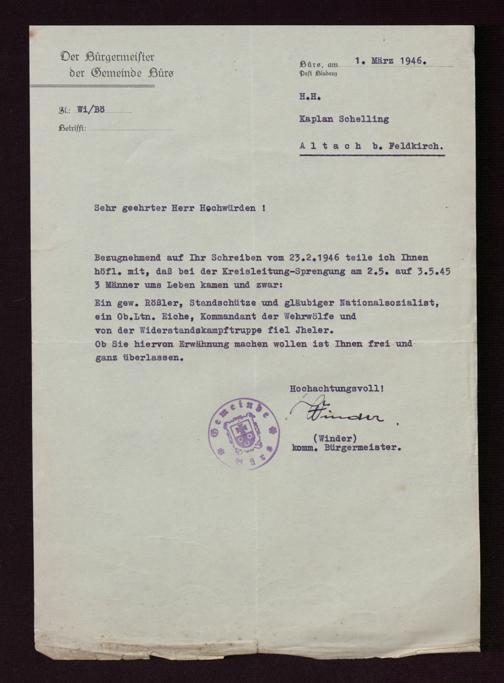 Der Bürgermeister
der Gemeinde Bürs
Bürs, am 1. März 1946.
Post Bludenz
Zl.: Wi/Bö
Betrifft:
H.H.
Kaplan Schelling
A l t a c h b. Feldkirch.
Sehr geehrter Herr Hochwürden !
Bezugnehmend auf Ihr Schreiben vom 23.2.1946 teile ich Ihnen
höfl. mit, daß bei der Kreisleitung-Sprengung am 2.5. auf 3.5.45
3 Männer ums Leben kamen und zwar:
Ein gew. Rößler, Standschütze und gläubiger Nationalsozialist,
ein Ob.Ltn. Eiche, Kommandant der Wehrwölfe und
von der Widerstandskampftruppe fiel Jheler.
Ob Sie hiervon Erwähnung machen wollen ist Ihnen frei und
ganz überlassen.
Hochachtungsvoll!
Winder
(Winder)
komm. Bürgermeister.
Gemeinde
Bürs